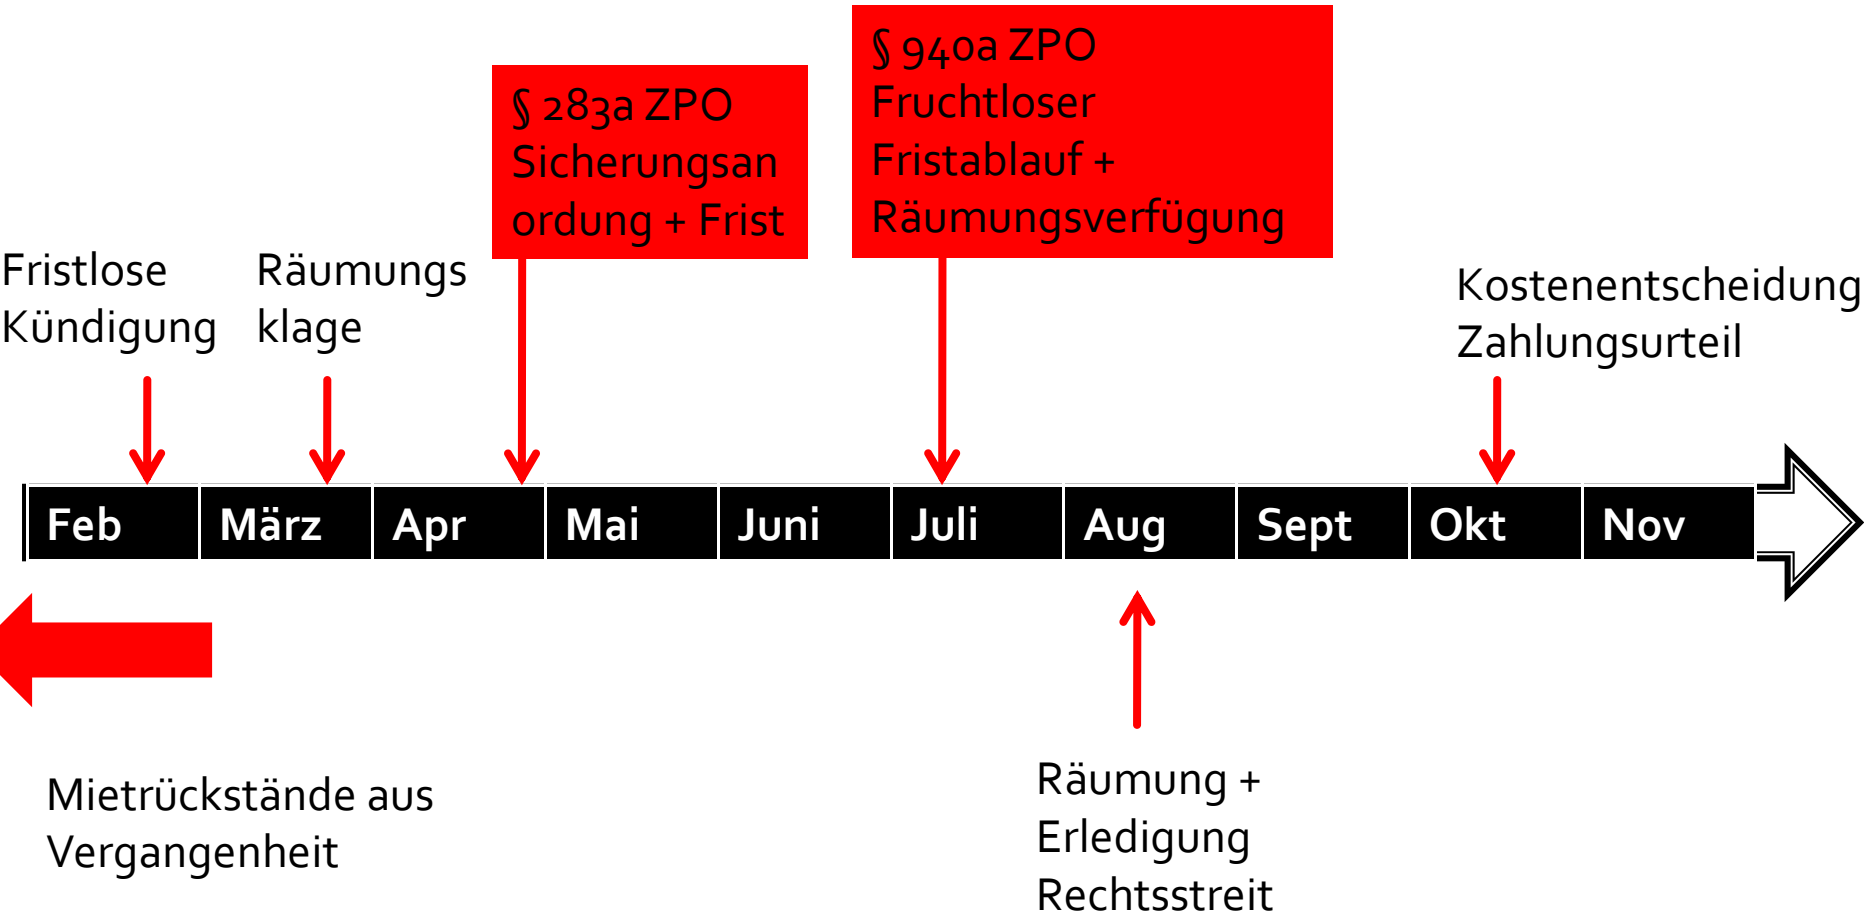 § 940a ZPO
Fruchtloser
Fristablauf +
Räumungsverfügung
§ 283a ZPO
Sicherungsan
ordung + Frist
Fristlose
Kündigung
Räumungs
klage
Kostenentscheidung
Zahlungsurteil
Feb März Apr Mai Juni Juli Aug Sept Okt Nov
Mietrückstände aus
Vergangenheit
Räumung +
Erledigung
Rechtsstreit